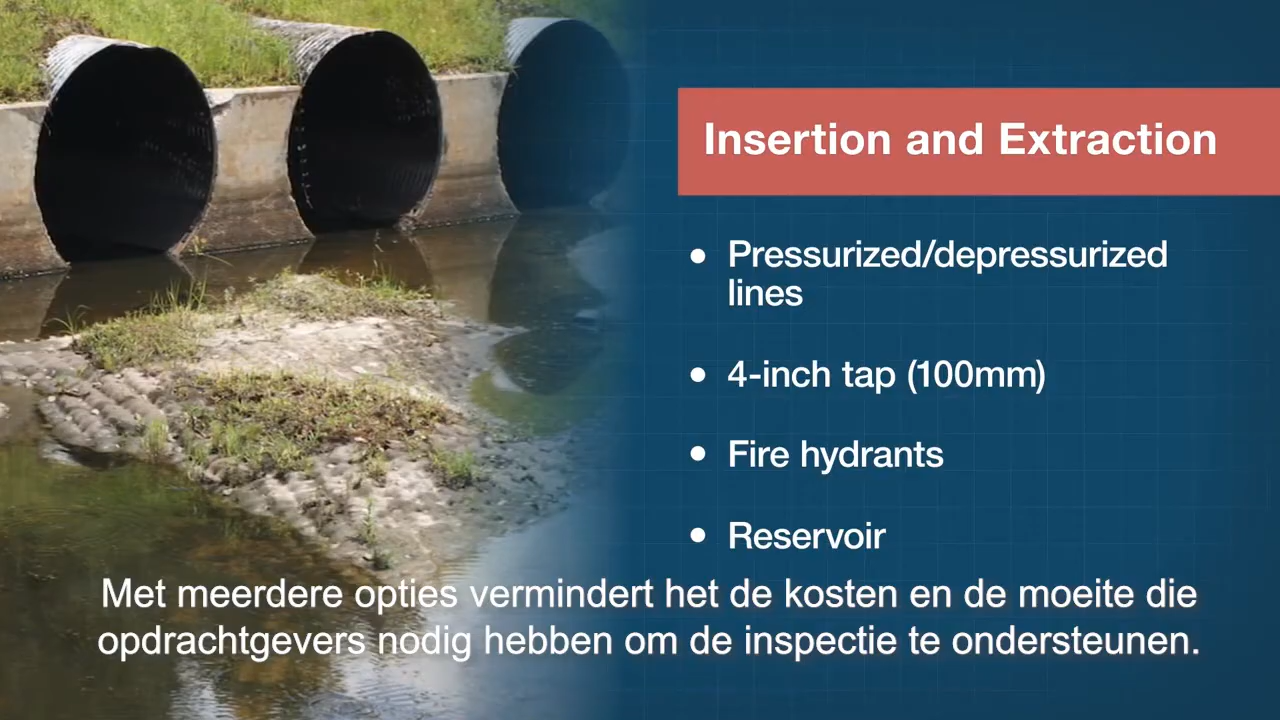 Insertion and Extraction
• Pressurized/depressurized
lines
• 4-inch tap (100mm)
• Fire hydrants
• Reservoir
Met meerdere opties vermindert het de kosten en de moeite die
opdrachtgevers nodig hebben om de inspectie te ondersteunen.